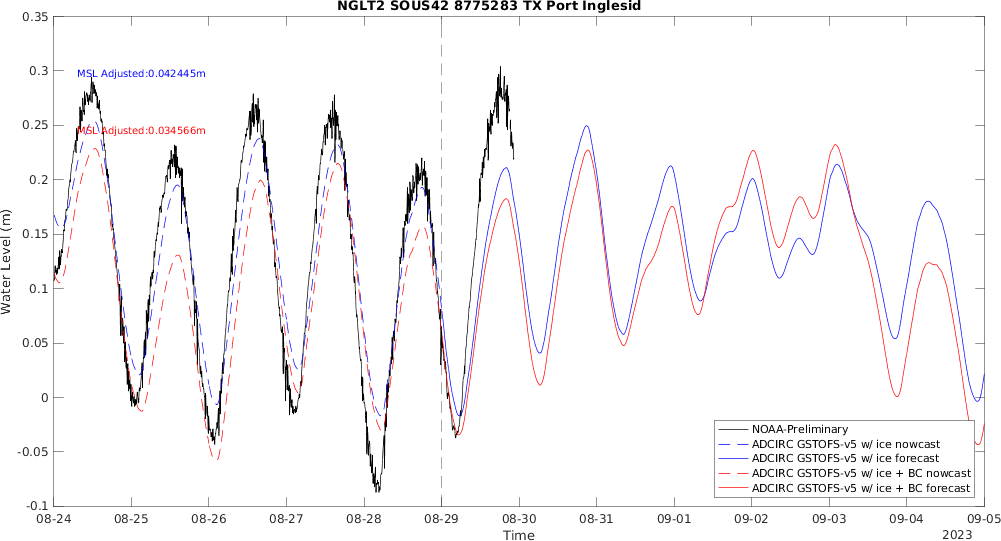 NGLT2 SOUS42 8775283 TX Port Inglesid
0.35
0.3
0.25
0.2
0.15
0.1
0.05
0
-0.05
-0.1
Water Level (m)
MSL Adjusted:0.042445m
MSL Adjusted:0.034566m
NOAA-Preliminary
ADCIRC GSTOFS-v5 w/ ice nowcast
ADCIRC GSTOFS-v5 w/ ice forecast
ADCIRC GSTOFS-v5 w/ ice + BC nowcast
ADCIRC GSTOFS-v5 w/ ice + BC forecast
08-24 08-25 08-26 08-27 08-28 08-29 08-30 08-31 09-01 09-02 09-03 09-04 09-05
Time
2023